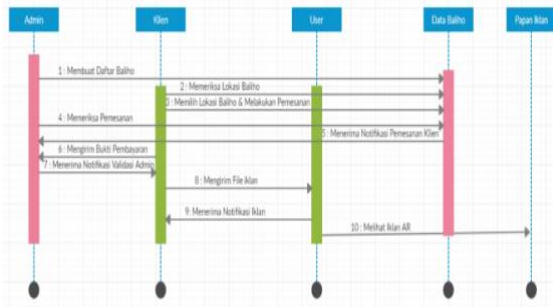 Admin
Klien
User
Data Baliho
Papan Iklan
1 : Membuat Daftar Baliho
2 : Memeriksa Lokasi Baliho
3 : Memilih Lokasi Baliho & Melakukan Pemesanan
4 : Memeriksa Pemesanan
5 : Menerima Notifikasi Pemesanan Klien
6 : Mengirim Bukti Pembayaran
7 : Menerima Notifikasi Validasi Admin
8 : Mengirim File Iklan
9 : Menerima Notifikasi Iklan
10 : Melihat Iklan AR